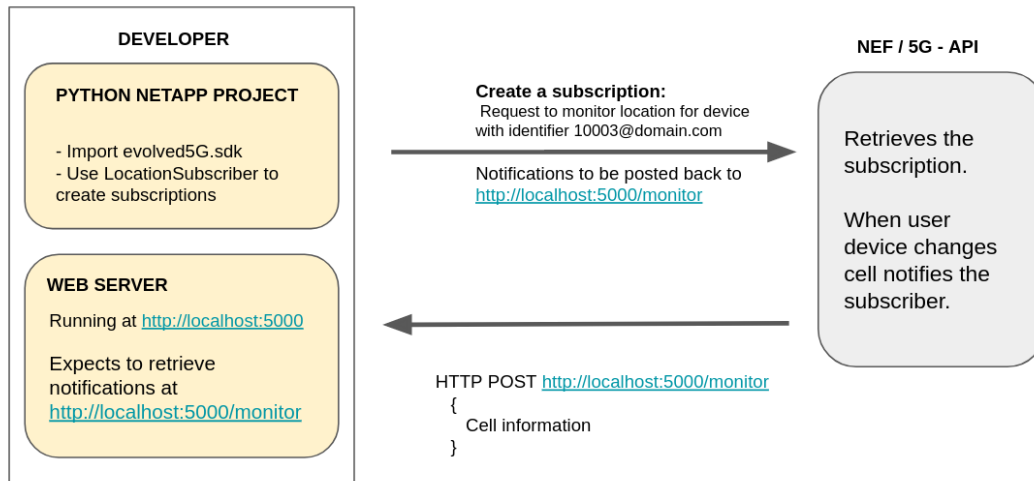 DEVELOPER
PYTHON NETAPP PROJECT
- Import evolved5G.sdk
- Use LocationSubscriber to
create subscriptions
WEB SERVER
Running at http://localhost:5000
Expects to retrieve
notifications at
http://localhost:5000/monitor
Create a subscription:
Request to monitor location for device
with identifier 10003@domain.com
Notifications to be posted back to
http://localhost:5000/monitor
HTTP POST http://localhost:5000/monitor
{
Cell information
}
NEF / 5G - API
Retrieves the
subscription.
When user
device changes
cell notifies the
subscriber.